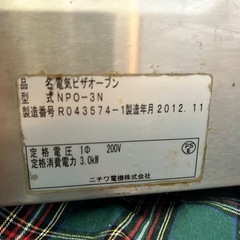 品名 電気ピザオーブン
型式 NPO-3N
製造番号 R043574-1 製造年月 2012.11
定格電圧 1Φ 200V
定格消費電力 3.0kW
ニチワ電機株式会社